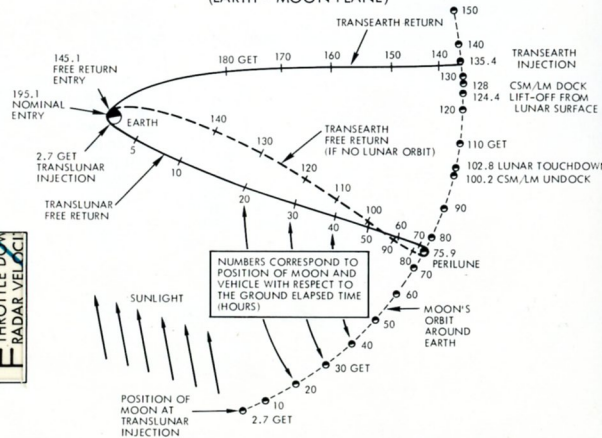 (EARTH - MOON PLANE)
TRANSEARTH RETURN
150
140
135.4
TRANSEARTH
INJECTION
130
128
CSM/LM DOCK
124.4
LIFT-OFF FROM
LUNAR SURFACE
120
110 GET
102.8 LUNAR TOUCHDOWN
100.2 CSM/LM UNDOCK
90
80
75.9
PERILUNE
70
60
50
40
30 GET
20
10
2.7 GET
MOON'S
ORBIT
AROUND
EARTH
145.1
FREE RETURN
ENTRY
195.1
NOMINAL
ENTRY
EARTH
2.7 GET
TRANSLUNAR
INJECTION
TRANSLUNAR
FREE RETURN
180 GET
170
160
150
140
140
130
120
110
100
90
80
TRANSEARTH
FREE RETURN
(IF NO LUNAR ORBIT)
5
10
20
30
40
50
60
70
NUMBERS CORRESPOND TO
POSITION OF MOON AND
VEHICLE WITH RESPECT TO
THE GROUND ELAPSED TIME
(HOURS)
SUNLIGHT
POSITION OF
MOON AT
TRANSLUNAR
INJECTION
THROTTLE
RADAR